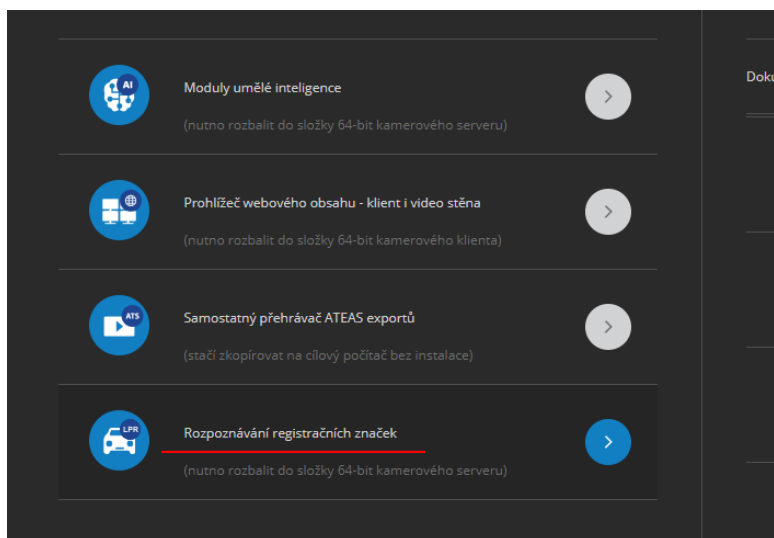 AI
Moduly umělé inteligence
(nutno rozbalit do složky 64-bit kamerového serveru)
Prohlížeč webového obsahu - klient i video stěna
(nutno rozbalit do složky 64-bit kamerového klienta)
ATS
Samostatný přehrávač ATEAS exportů
(stačí zkopírovat na cílový počítač bez instalace)
LPR
Rozpoznávání registračních značek
(nutno rozbalit do složky 64-bit kamerového serveru)
Doku